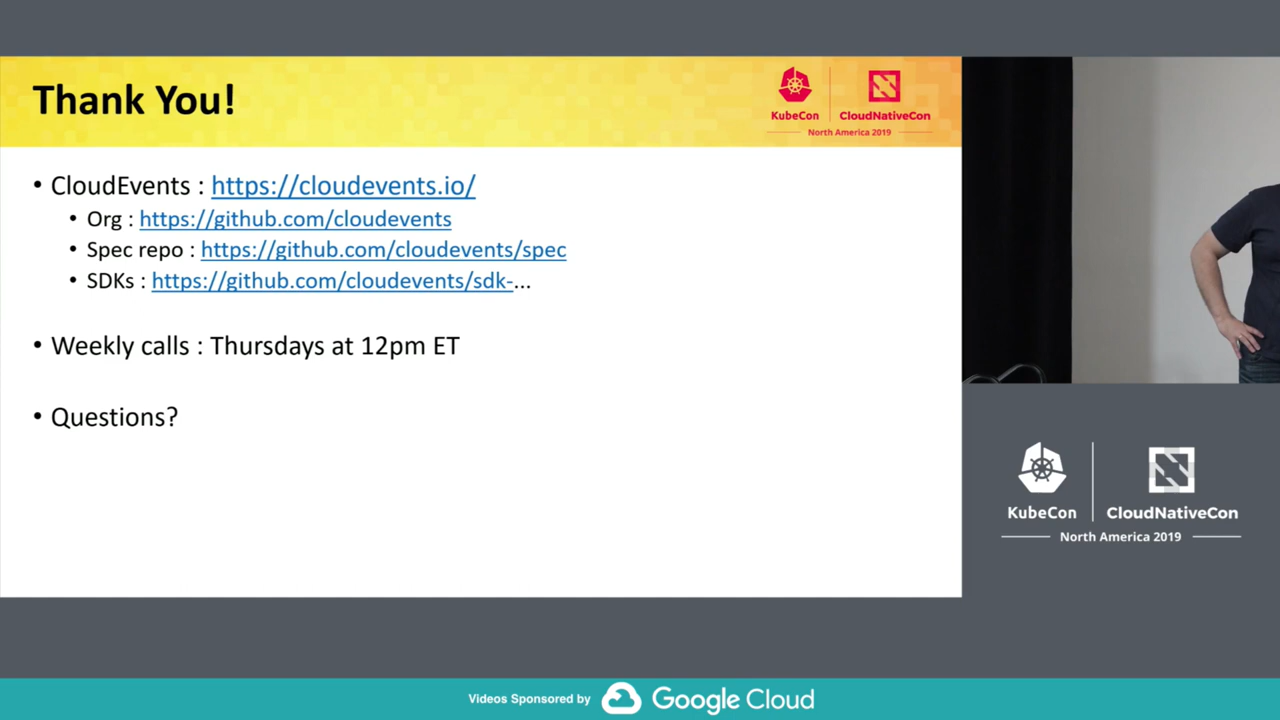 Thank You!
KubeCon
CloudNativeCon
North America 2019
• CloudEvents : https://cloudevents.io/
• Org : https://github.com/cloudevents
• Spec repo : https://github.com/cloudevents/spec
• SDKs : https://github.com/cloudevents/sdk-...
• Weekly calls : Thursdays at 12pm ET
• Questions?
KubeCon
CloudNativeCon
North America 2019
Videos Sponsored by Google Cloud